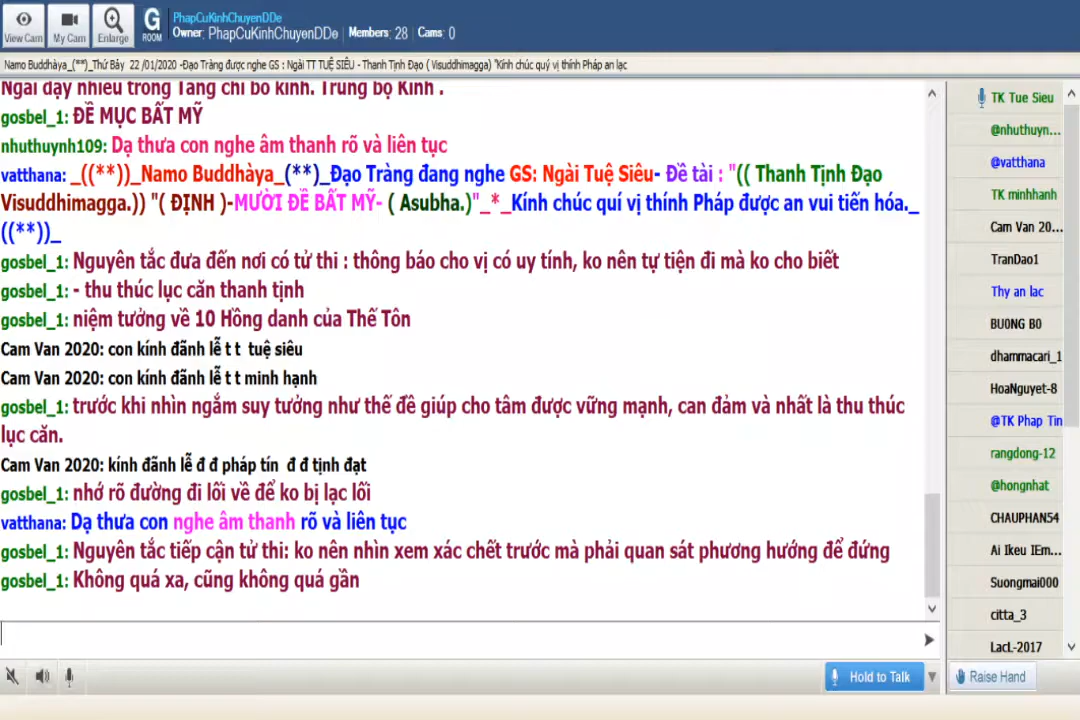 PhapCuKinhChuyenDDe
View Cam My Cam Enlarge G ROOM Owner: PhapCuKinhChuyenDDe Members: 28 Cams: 0
Namo Buddhàya_(**)_Thứ Bảy 22 /01/2020 -Đạo Tràng được nghe GS : Ngài TT TUỆ SIÊU - Thanh Tịnh Đạo ( Visuddhimagga) "Kính chúc quý vị thính Pháp an lạc
Ngài dạy nhiều trong Tăng chi bộ kinh. Trung bộ Kinh .
gosbel_1: ĐỀ MỤC BẤT MỸ
nhuthuynh109: Dạ thưa con nghe âm thanh rõ và liên tục
vatthana: _((**))_Namo Buddhàya_(**)_Đạo Tràng đang nghe GS: Ngài Tuệ Siêu- Đề tài : "(( Thanh Tịnh Đạo
Visuddhimagga.)) "( ĐỊNH )-MƯỜI ĐỀ BẤT MỸ- ( Asubha.)"_*_Kính chúc quí vị thính Pháp được an vui tiến hóa._
((**))_
gosbel_1: Nguyên tắc đưa đến nơi có tử thi : thông báo cho vị có uy tính, ko nên tự tiện đi mà ko cho biết
gosbel_1: - thu thúc lục căn thanh tịnh
gosbel_1: niệm tưởng về 10 Hồng danh của Thế Tôn
Cam Van 2020: con kính đãnh lễ t t tuệ siêu
Cam Van 2020: con kính đãnh lễ t t minh hạnh
gosbel_1: trước khi nhìn ngắm suy tưởng như thế đề giúp cho tâm được vững mạnh, can đảm và nhất là thu thúc
lục căn.
Cam Van 2020: kính đãnh lễ đ đ pháp tín đ đ tịnh đạt
gosbel_1: nhớ rõ đường đi lối về để ko bị lạc lối
vatthana: Dạ thưa con nghe âm thanh rõ và liên tục
gosbel_1: Nguyên tắc tiếp cận tử thi: ko nên nhìn xem xác chết trước mà phải quan sát phương hướng để đứng
gosbel_1: Không quá xa, cũng không quá gần
TK Tue Sieu
@nhuthuyn...
@vatthana
TK minhhanh
Cam Van 20...
TranDao1
Thy an lac
BU0NG B0
dhammacari_1
HoaNguyet-8
@TK Phap Tin
rangdong-12
@hongnhat
CHAUPHAN54
Ai lkeu IEm...
Suongmai000
citta_3
LacL-2017
Hold to Talk
Raise Hand